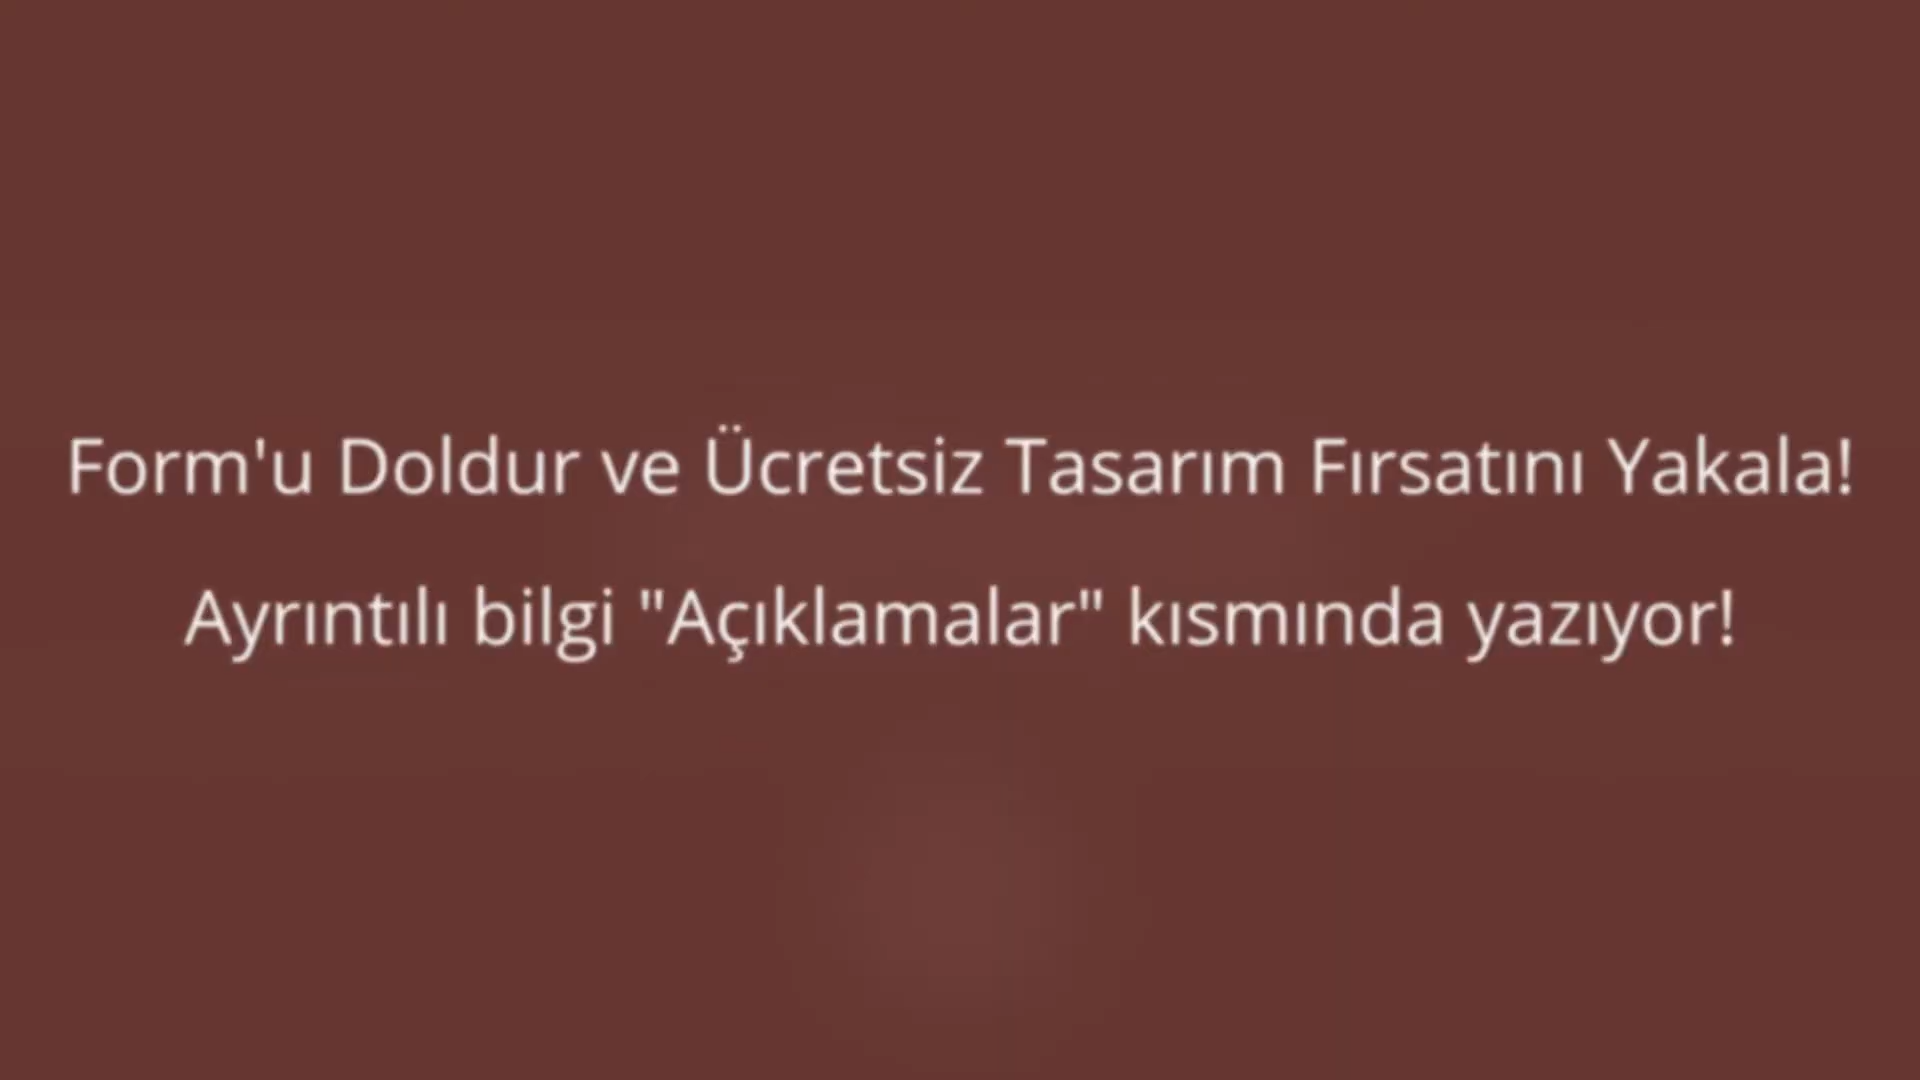 Form'u Doldur ve Ücretsiz Tasarım Fırsatını Yakala!
Ayrıntılı bilgi "Açıklamalar" kısmında yazıyor!